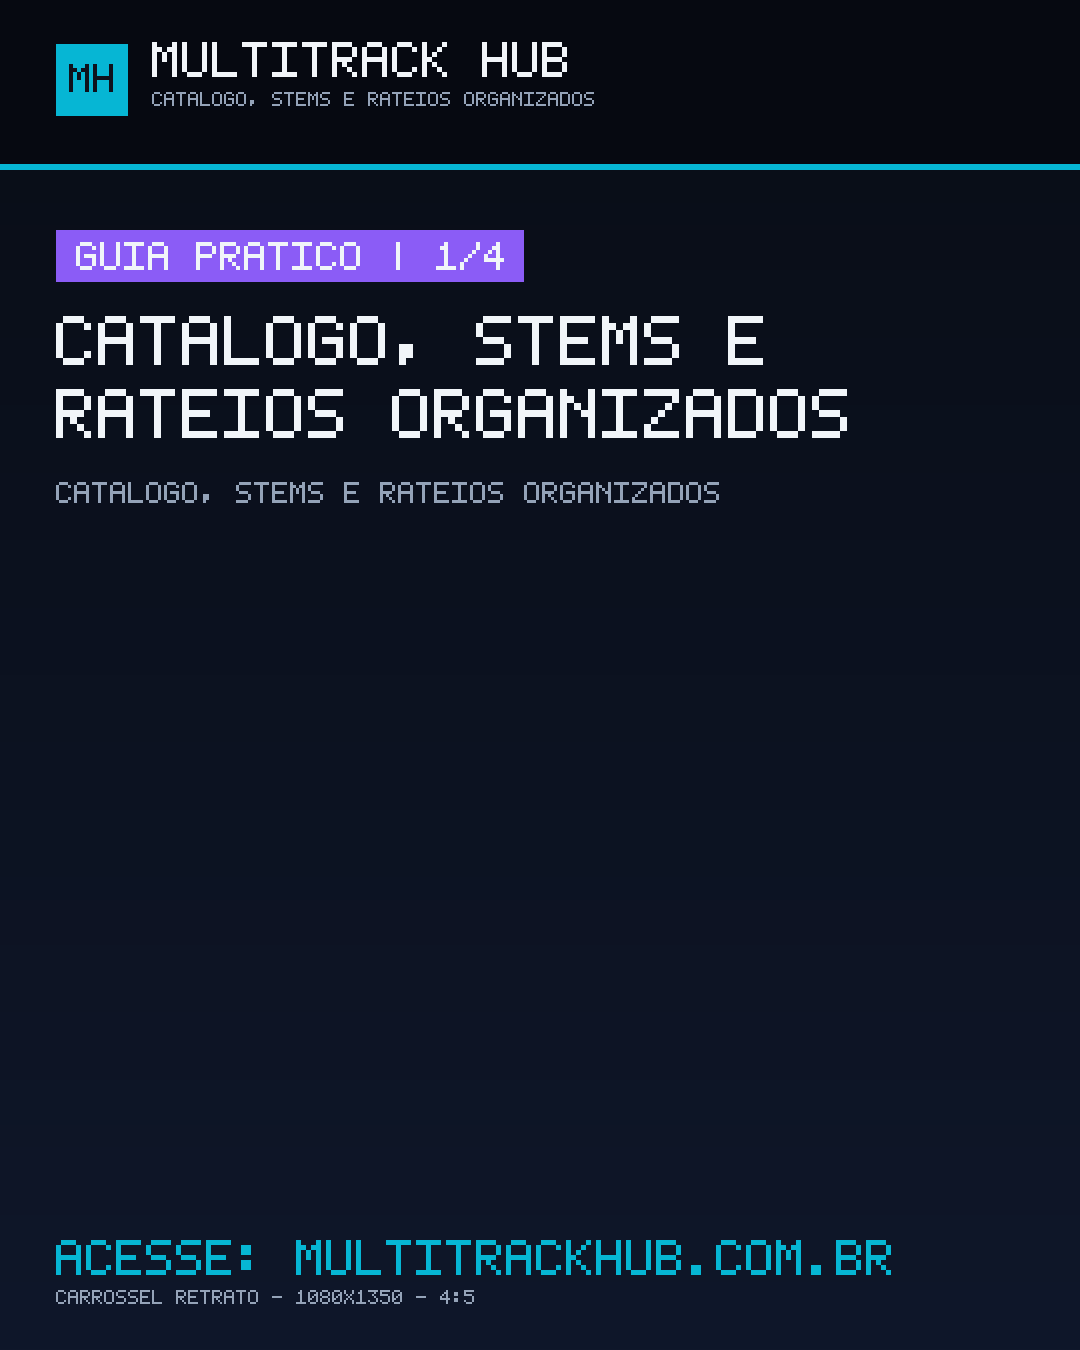 MH
MULTITRACK HUB
CATALOGO, STEMS E RATEIOS ORGANIZADOS
GUIA PRATICO | 1/4
CATALOGO, STEMS E
RATEIOS ORGANIZADOS
CATALOGO, STEMS E RATEIOS ORGANIZADOS
ACESSE: MULTITRACKHUB.COM.BR
CARROSSEL RETRATO - 1080X1350 - 4:5